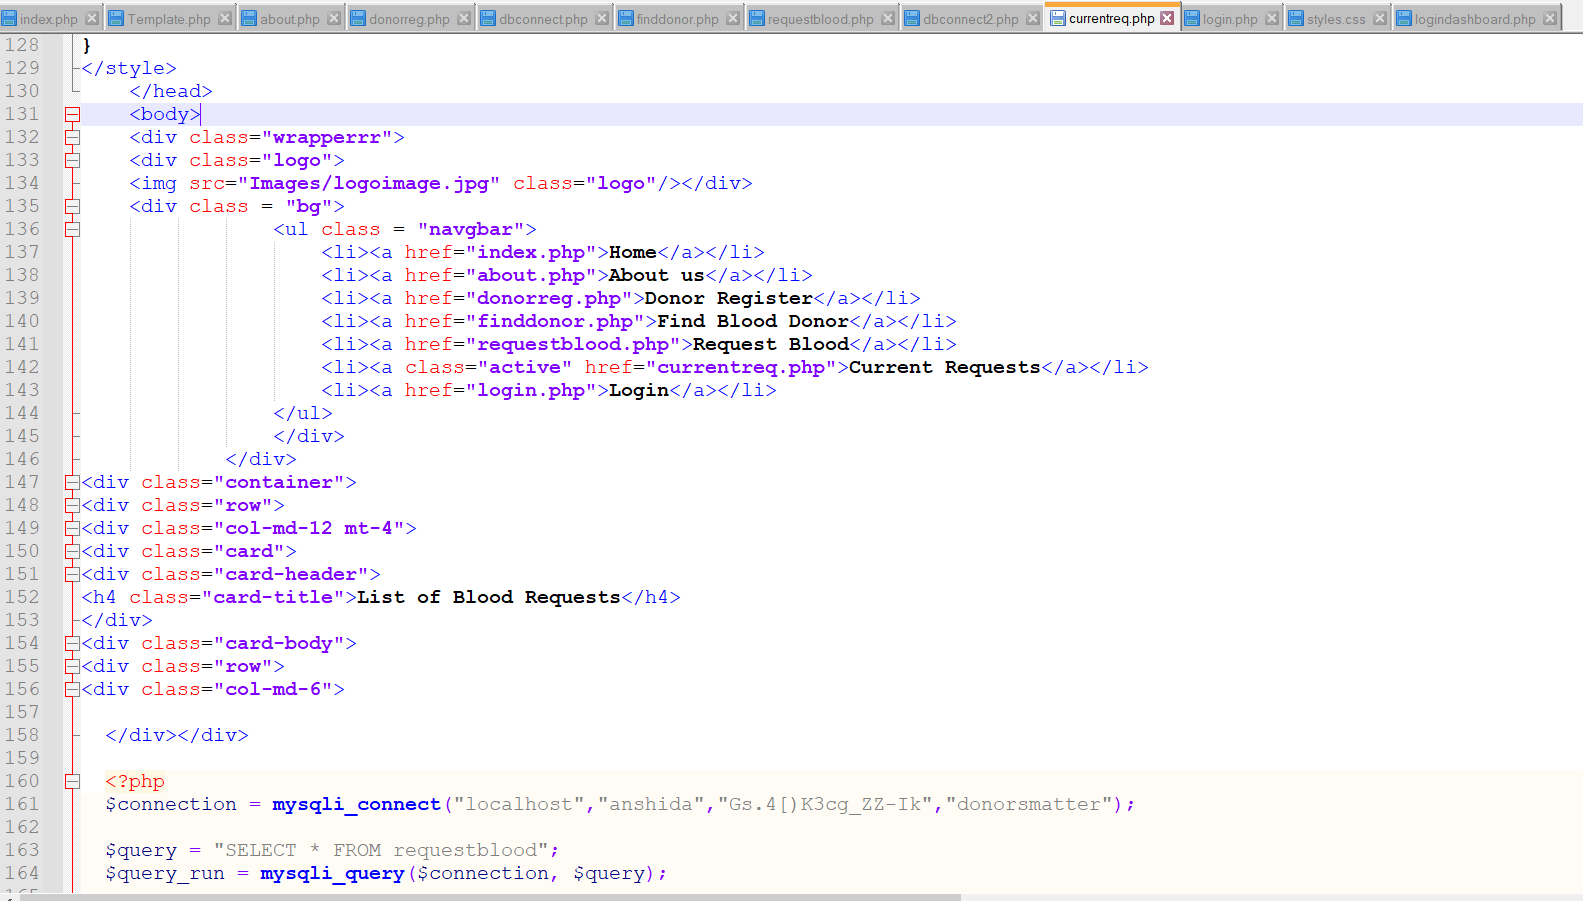 index.php Template.php about.php donorreg.php dbconnect.php finddonor.php requestblood.php dbconnect2.php currentreq.php login.php styles.css logindashboard.php
128 }
129 </style>
130 </head>
131 <body>
132 <div class="wrapperrr">
133 <div class="logo">
134 <img src="Images/logoimage.jpg" class="logo"/></div>
135 <div class = "bg">
136 <ul class = "navgbar">
137 <li><a href="index.php">Home</a></li>
138 <li><a href="about.php">About us</a></li>
139 <li><a href="donorreg.php">Donor Register</a></li>
140 <li><a href="finddonor.php">Find Blood Donor</a></li>
141 <li><a href="requestblood.php">Request Blood</a></li>
142 <li><a class="active" href="currentreq.php">Current Requests</a></li>
143 <li><a href="login.php">Login</a></li>
144 </ul>
145 </div>
146 </div>
147 <div class="container">
148 <div class="row">
149 <div class="col-md-12 mt-4">
150 <div class="card">
151 <div class="card-header">
152 <h4 class="card-title">List of Blood Requests</h4>
153 </div>
154 <div class="card-body">
155 <div class="row">
156 <div class="col-md-6">
157
158 </div></div>
159
160 <?php
161 $connection = mysqli_connect("localhost","anshida","Gs.4[)K3cg_ZZ-Ik","donorsmatter");
162
163 $query = "SELECT * FROM requestblood";
164 $query_run = mysqli_query($connection, $query);